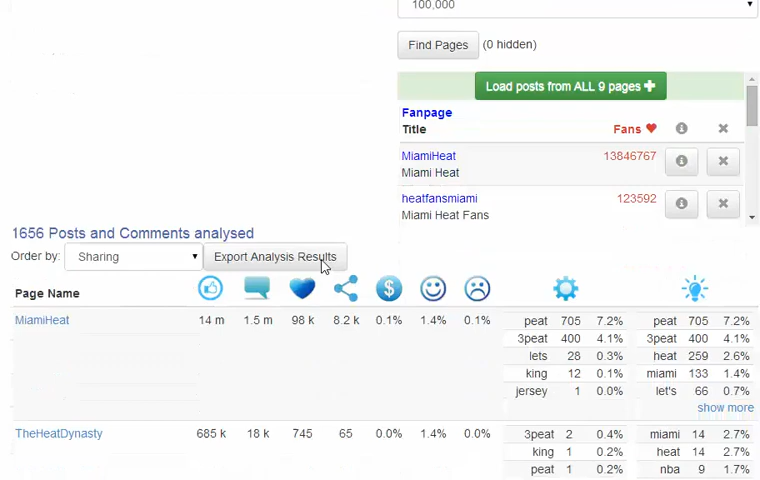 100,000
Find Pages (0 hidden)
Load posts from ALL 9 pages
Fanpage
Title Fans
MiamiHeat 13846767
Miami Heat
heatfansmiami 123592
Miami Heat Fans
1656 Posts and Comments analysed
Order by: Sharing Export Analysis Results
Page Name
MiamiHeat 14 m 1.5 m 98 k 8.2 k 0.1% 1.4% 0.1% peat 705 7.2% peat 705 7.2%
3peat 400 4.1% 3peat 400 4.1%
lets 28 0.3% heat 259 2.6%
king 12 0.1% miami 133 1.4%
jersey 1 0.0% let's 66 0.7%
show more
TheHeatDynasty 685 k 18 k 745 65 0.0% 1.4% 0.0% 3peat 2 0.4% miami 14 2.7%
king 1 0.2% heat 14 2.7%
peat 1 0.2% nba 9 1.7%